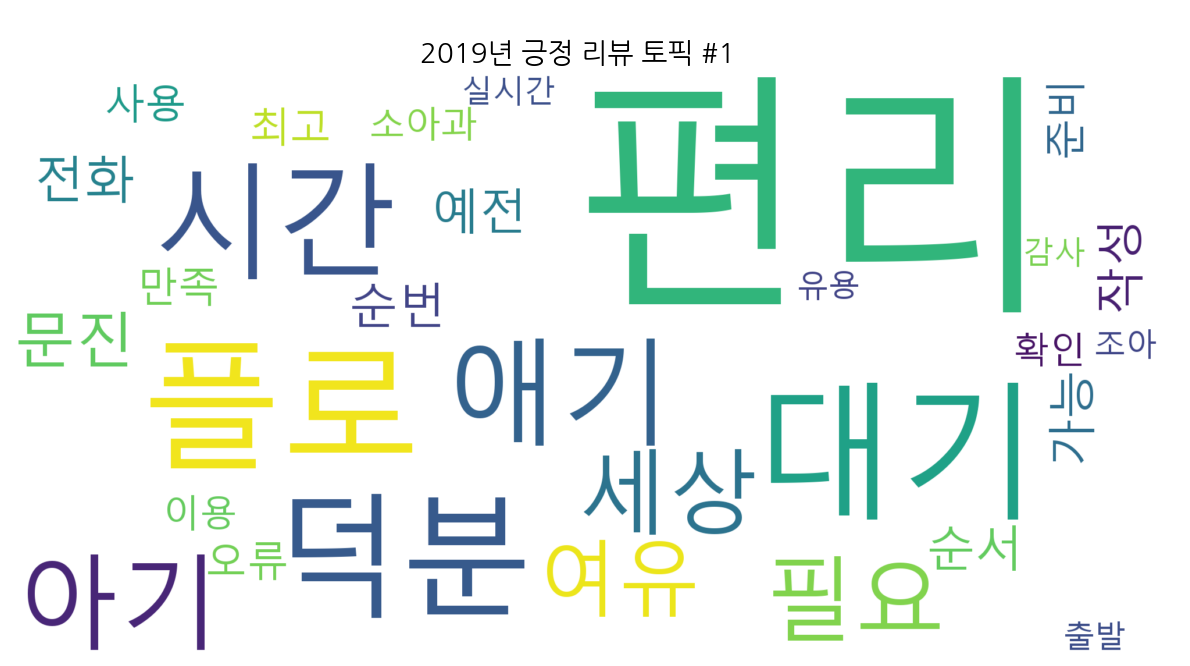 2019년 긍정 리뷰 토픽 #1
실시간
사용
최고
소아과
준비
편리
전화
시간
예전
감사
작성
만족
순번
유용
문진
확인
조아
플로
애기
대기
가능
세상
이용
덕분
오류
여유
순서
아기
필요
출발